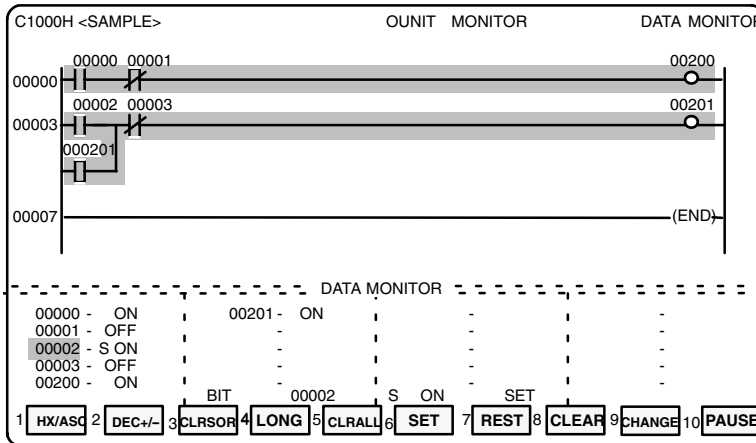 C1000H <SAMPLE> OUNIT MONITOR DATA MONITOR
00000 00001 00200
00000
00002 00003 00201
00003
000201
00007 (END)
DATA MONITOR
00000 - ON 00201 - ON - -
00001 - OFF - - -
00002 - S ON - - -
00003 - OFF - - -
00200 - ON - - -
BIT 00002 S ON SET
1 HX/ASC 2 DEC+/– 3 CLRSOR 4 LONG 5 CLRALL 6 SET 7 REST 8 CLEAR 9 CHANGE 10 PAUSE